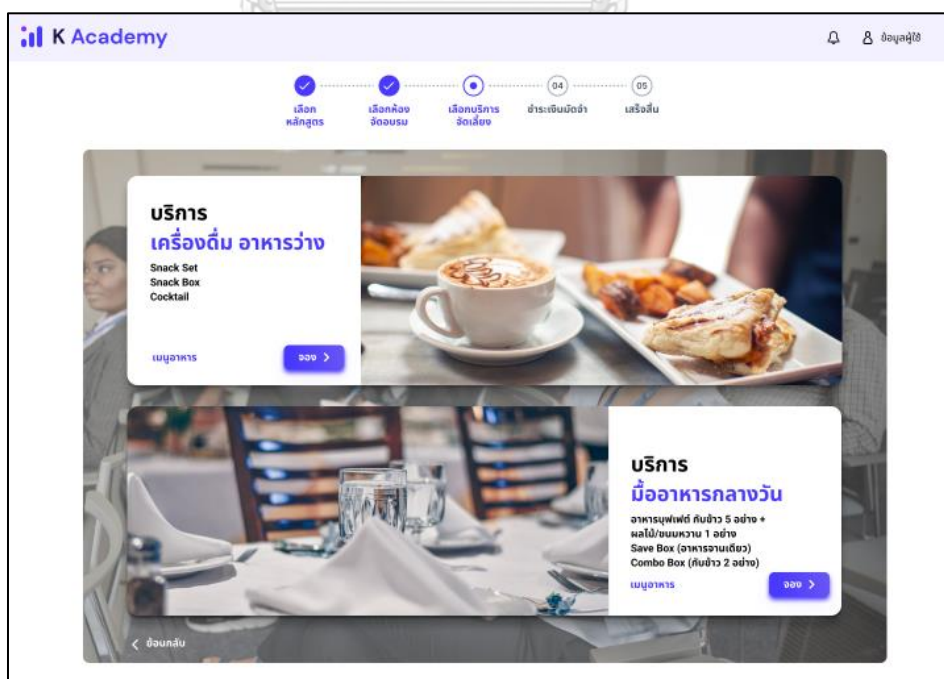 K Academy
ข้อมูลผู้ใช้
04
05
เลือก
หลักสูตร
เลือกห้อง
จัดอบรม
เลือกบริการ
จัดเลี้ยง
ชำระเงินมัดจำ
เสร็จสิ้น
บริการ
เครื่องดื่ม อาหารว่าง
Snack Set
Snack Box
Cocktail
เมนูอาหาร
จอง
บริการ
มื้ออาหารกลางวัน
อาหารบุฟเฟต์ กับข้าว 5 อย่าง +
ผลไม้/ขนมหวาน 1 อย่าง
Save Box (อาหารจานเดียว)
Combo Box (กับข้าว 2 อย่าง)
เมนูอาหาร
จอง
ย้อนกลับ